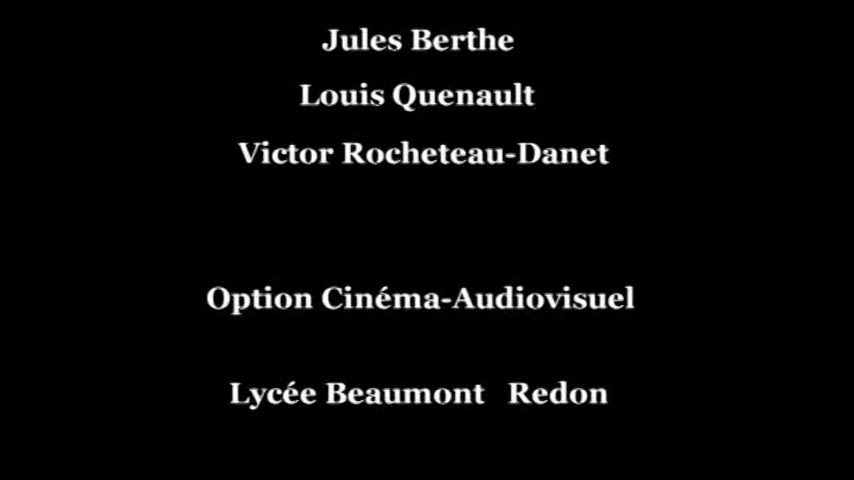 Jules Berthe
Louis Quenault
Victor Rocheteau-Danet
Option Cinéma-Audiovisuel
Lycée Beaumont Redon